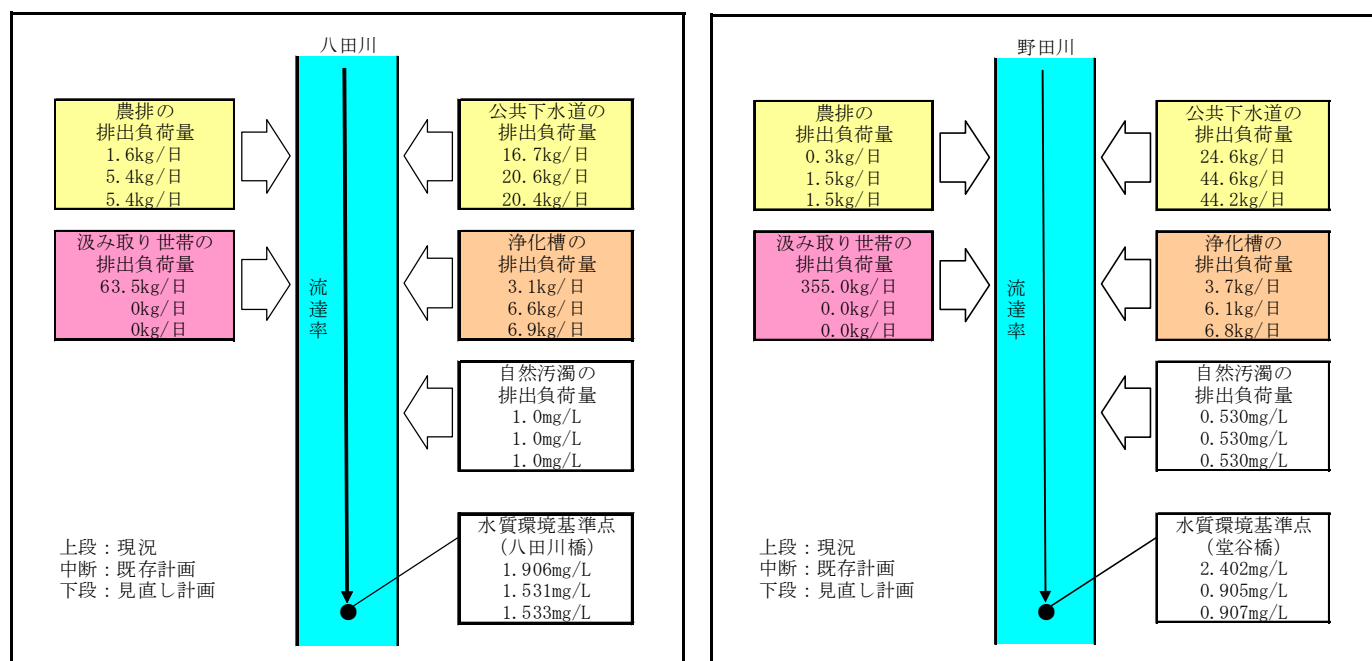 八田川
農排の
排出負荷量
1.6kg/日
5.4kg/日
5.4kg/日
公共下水道の
排出負荷量
16.7kg/日
20.6kg/日
20.4kg/日
汲み取り世帯の
排出負荷量
63.5kg/日
0kg/日
0kg/日
流達率
浄化槽の
排出負荷量
3.1kg/日
6.6kg/日
6.9kg/日
自然汚濁の
排出負荷量
1.0mg/L
1.0mg/L
1.0mg/L
水質環境基準点
(八田川橋)
1.906mg/L
1.531mg/L
1.533mg/L
上段：現況
中断：既存計画
下段：見直し計画
野田川
農排の
排出負荷量
0.3kg/日
1.5kg/日
1.5kg/日
公共下水道の
排出負荷量
24.6kg/日
44.6kg/日
44.2kg/日
汲み取り世帯の
排出負荷量
355.0kg/日
0.0kg/日
0.0kg/日
流達率
浄化槽の
排出負荷量
3.7kg/日
6.1kg/日
6.8kg/日
自然汚濁の
排出負荷量
0.530mg/L
0.530mg/L
0.530mg/L
水質環境基準点
(堂谷橋)
2.402mg/L
0.905mg/L
0.907mg/L
上段：現況
中断：既存計画
下段：見直し計画